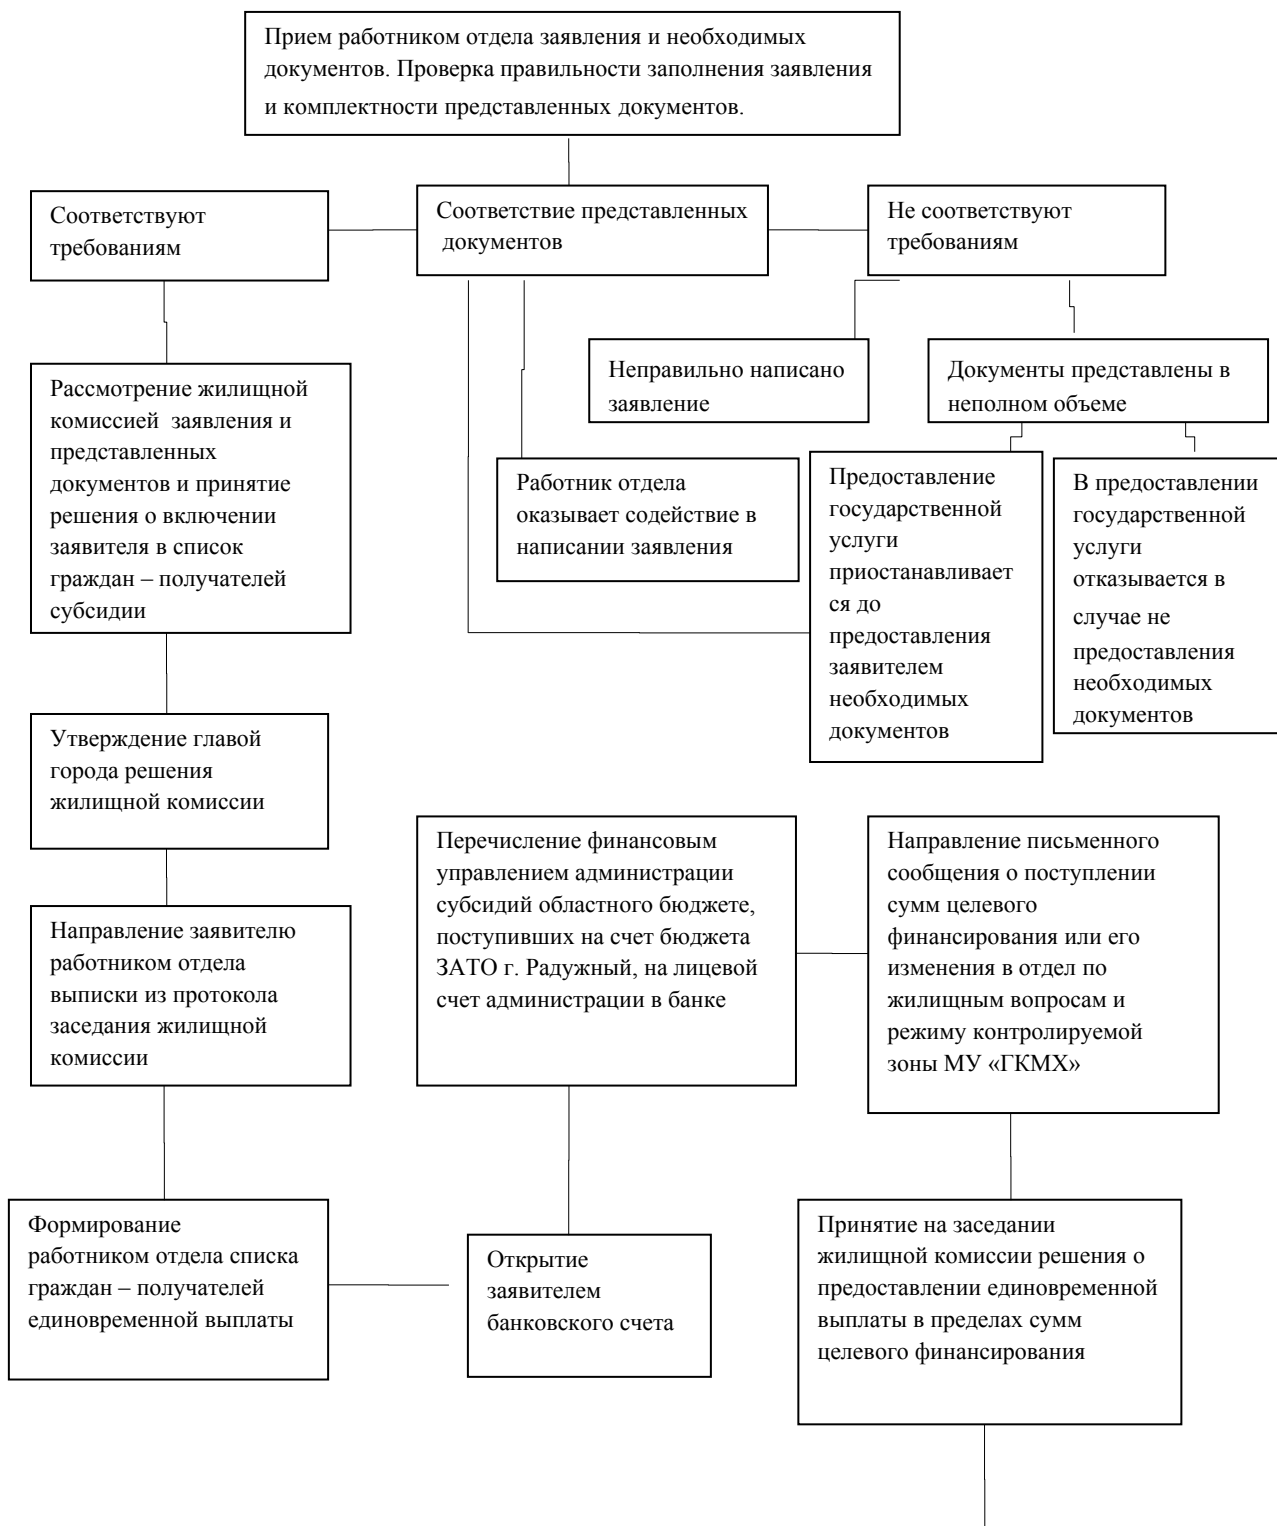 Прием работником отдела заявления и необходимых
документов. Проверка правильности заполнения заявления
и комплектности представленных документов.
Соответствуют
требованиям
Соответствие представленных
документов
Не соответствуют
требованиям
Неправильно написано
заявление
Документы представлены в
неполном объеме
Рассмотрение жилищной
комиссией заявления и
представленных
документов и принятие
решения о включении
заявителя в список
граждан – получателей
субсидии
Работник отдела
оказывает содействие в
написании заявления
Предоставление
государственной
услуги
приостанавливает
ся до
предоставления
заявителем
необходимых
документов
В предоставлении
государственной
услуги
отказывается в
случае не
предоставления
необходимых
документов
Утверждение главой
города решения
жилищной комиссии
Направление заявителю
работником отдела
выписки из протокола
заседания жилищной
комиссии
Перечисление финансовым
управлением администрации
субсидий областного бюджете,
поступивших на счет бюджета
ЗАТО г. Радужный, на лицевой
счет администрации в банке
Направление письменного
сообщения о поступлении
сумм целевого
финансирования или его
изменения в отдел по
жилищным вопросам и
режиму контролируемой
зоны МУ «ГКМХ»
Формирование
работником отдела списка
граждан – получателей
единовременной выплаты
Открытие
заявителем
банковского счета
Принятие на заседании
жилищной комиссии решения о
предоставлении единовременной
выплаты в пределах сумм
целевого финансирования